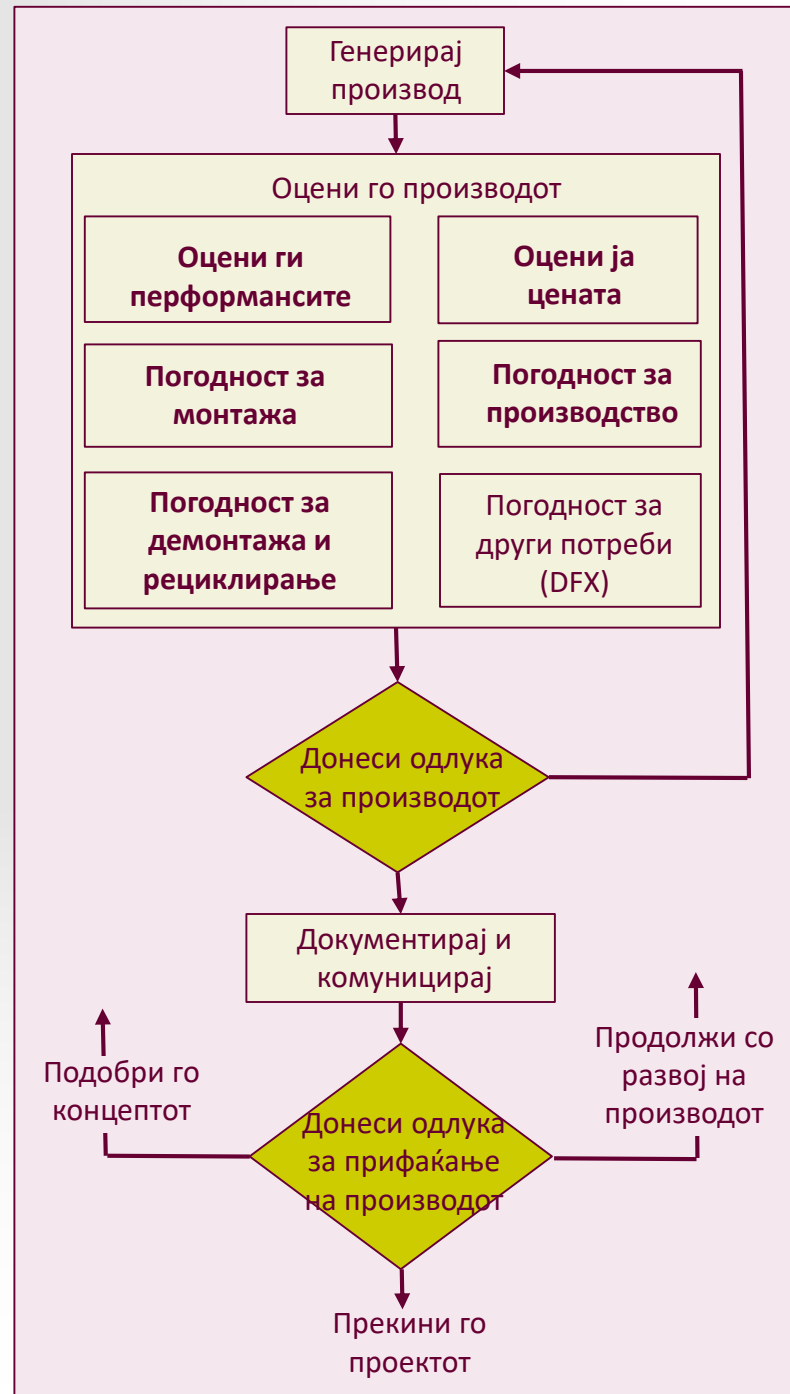 Генерирај
производ
Оцени го производот
Оцени ги
перформансите
Оцени ја
цената
Погодност за
монтажа
Погодност за
производство
Погодност за
демонтажа и
рециклирање
Погодност за
други потреби
(DFX)
Донеси одлука
за производот
Документирај и
комуницирај
Подобри го
концептот
Продолжи со
развој на
производот
Донеси одлука
за прифаќање
на производот
Прекини го
проектот